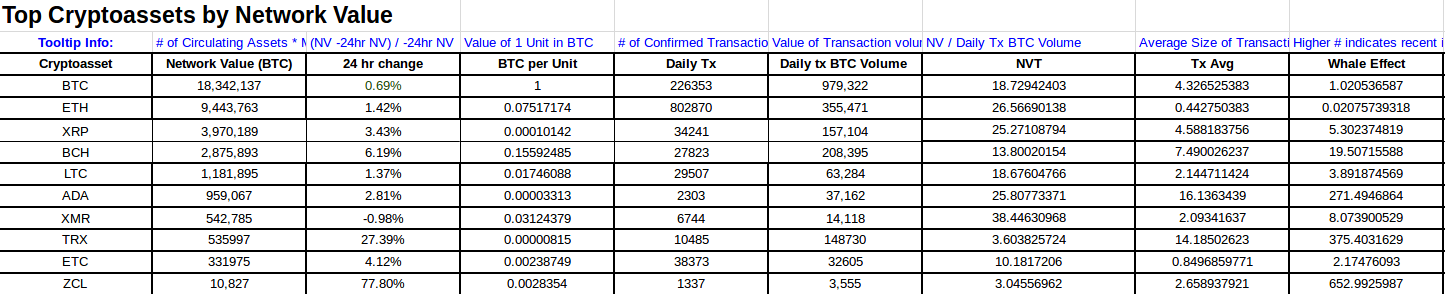 Top Cryptoassets by Network Value
Tooltip Info: # of Circulating Assets * (NV -24hr NV) / -24hr NV Value of 1 Unit in BTC # of Confirmed Value of Transaction NV / Daily Tx BTC Volume Average Size of Higher # indicates recent
Cryptoasset Network Value (BTC) 24 hr change BTC per Unit Daily Tx Daily tx BTC Volume NVT Tx Avg Whale Effect
BTC 18,342,137 0.69% 1 226353 979,322 18.72942403 4.326525383 1.020536587
ETH 9,443,763 1.42% 0.07517174 802870 355,471 26.56690138 0.442750383 0.02075739318
XRP 3,970,189 3.43% 0.00010142 34241 157,104 25.27108794 4.588183756 5.302374819
BCH 2,875,893 6.19% 0.15592485 27823 208,395 13.80020154 7.490026237 19.50715588
LTC 1,181,895 1.37% 0.01746088 29507 63,284 18.67604766 2.144711424 3.891874569
ADA 959,067 2.81% 0.00003313 2303 37,162 25.80773371 16.1363439 271.4946864
XMR 542,785 -0.98% 0.03124379 6744 14,118 38.44630968 2.09341637 8.073900529
TRX 535997 27.39% 0.00000815 10485 148730 3.603825724 14.18502623 375.4031629
ETC 331975 4.12% 0.00238749 38373 32605 10.1817206 0.8496859771 2.17476093
ZCL 10,827 77.80% 0.0028354 1337 3,555 3.04556962 2.658937921 652.9925987